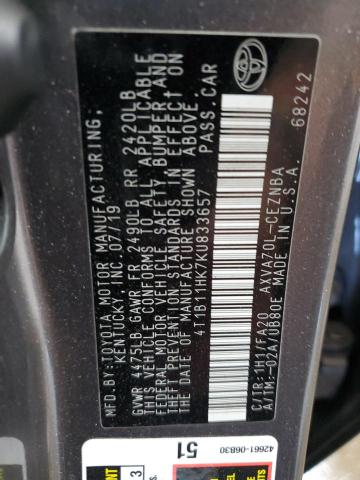 MFD.BY:TOYOTA MOTOR MANUFACTURING,
KENTUCKY, INC. 07/19
GVWR 4475LB GAWR FR 2490LB RR 2420LB
THIS VEHICLE CONFORMS TO ALL APPLICABLE
FEDERAL MOTOR VEHICLE SAFETY, BUMPER AND
THEFT PREVENTION STANDARDS IN EFFECT ON
THE DATE OF MANUFACTURE SHOWN ABOVE.
4T1B11HK7KU833657 PASS.CAR
C/TR:1H1/FA20 AXVA70L-CEZNBA
A/TM:-02A/UB80E MADE IN U.S.A.
68242
42661-06B30
51
3